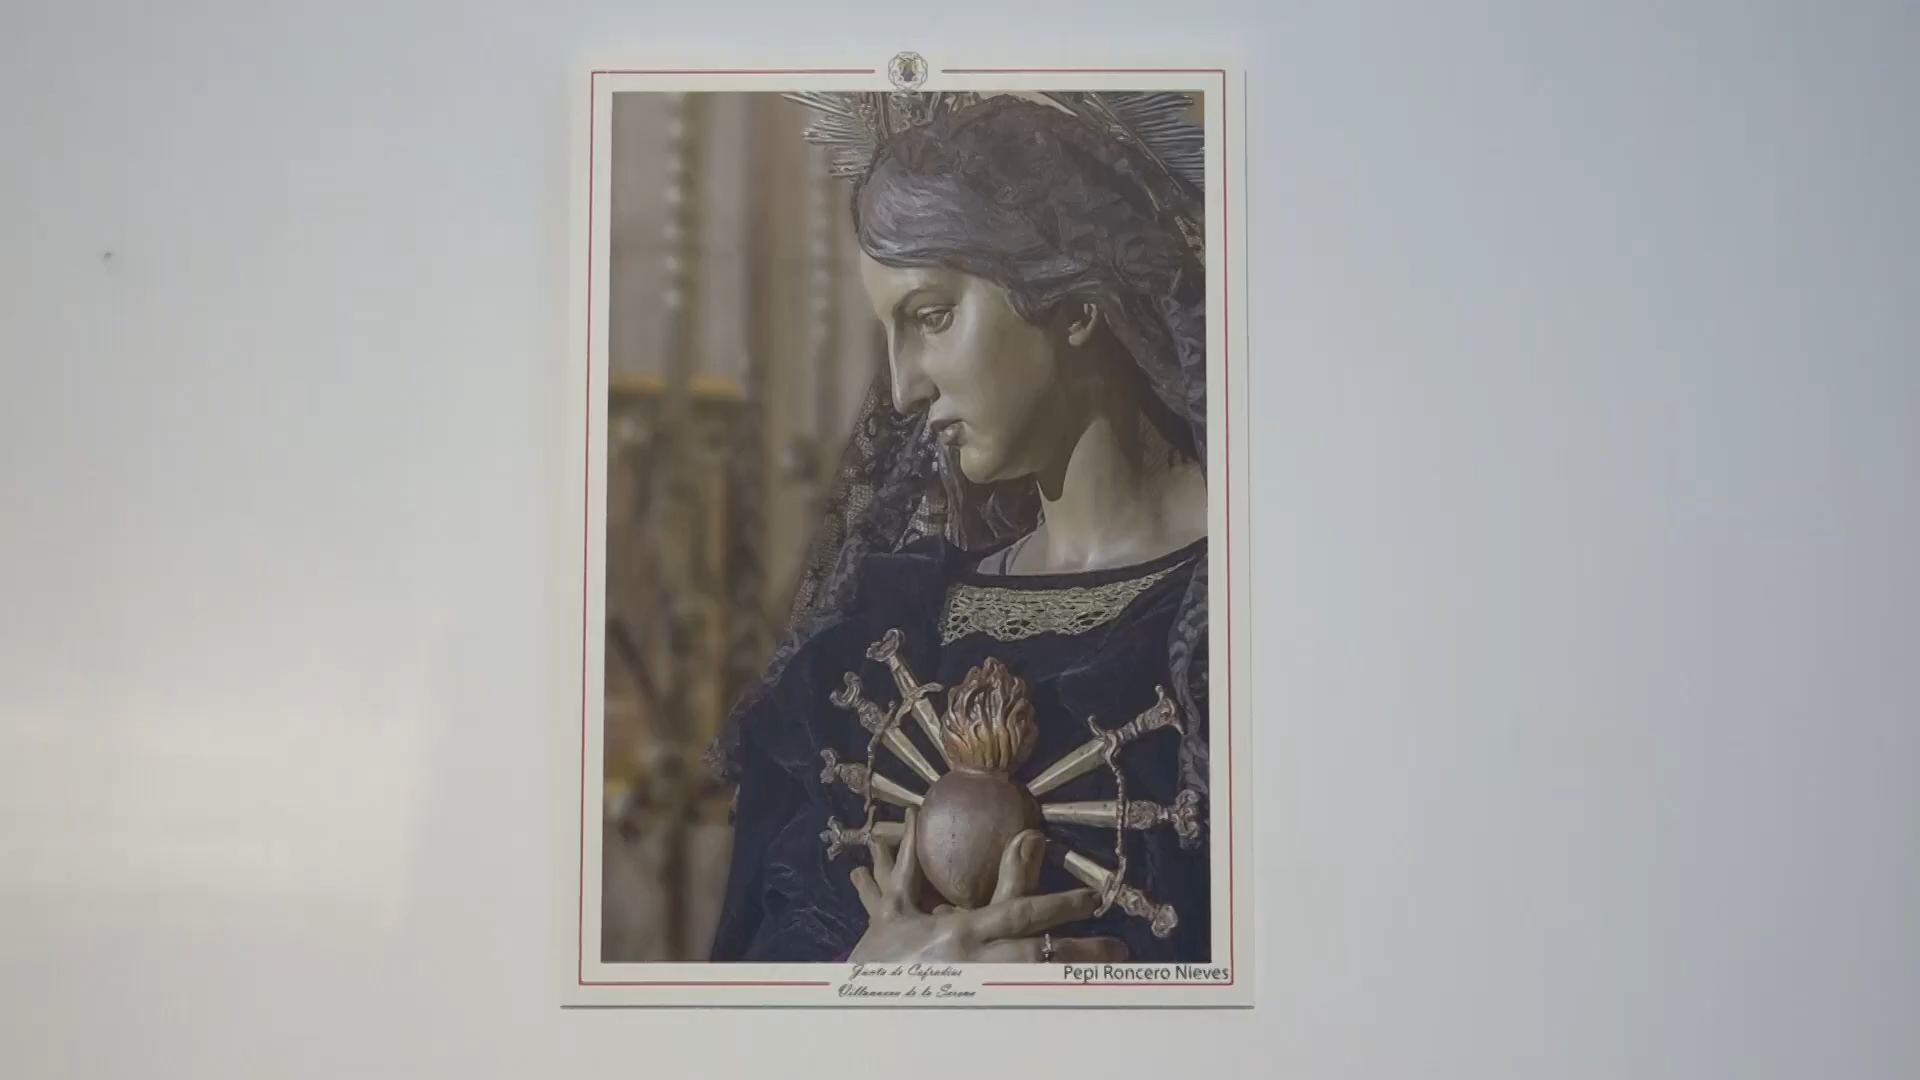 Junta de Cofradías
Pepi Roncero Nieves
Villanueva de la Serena